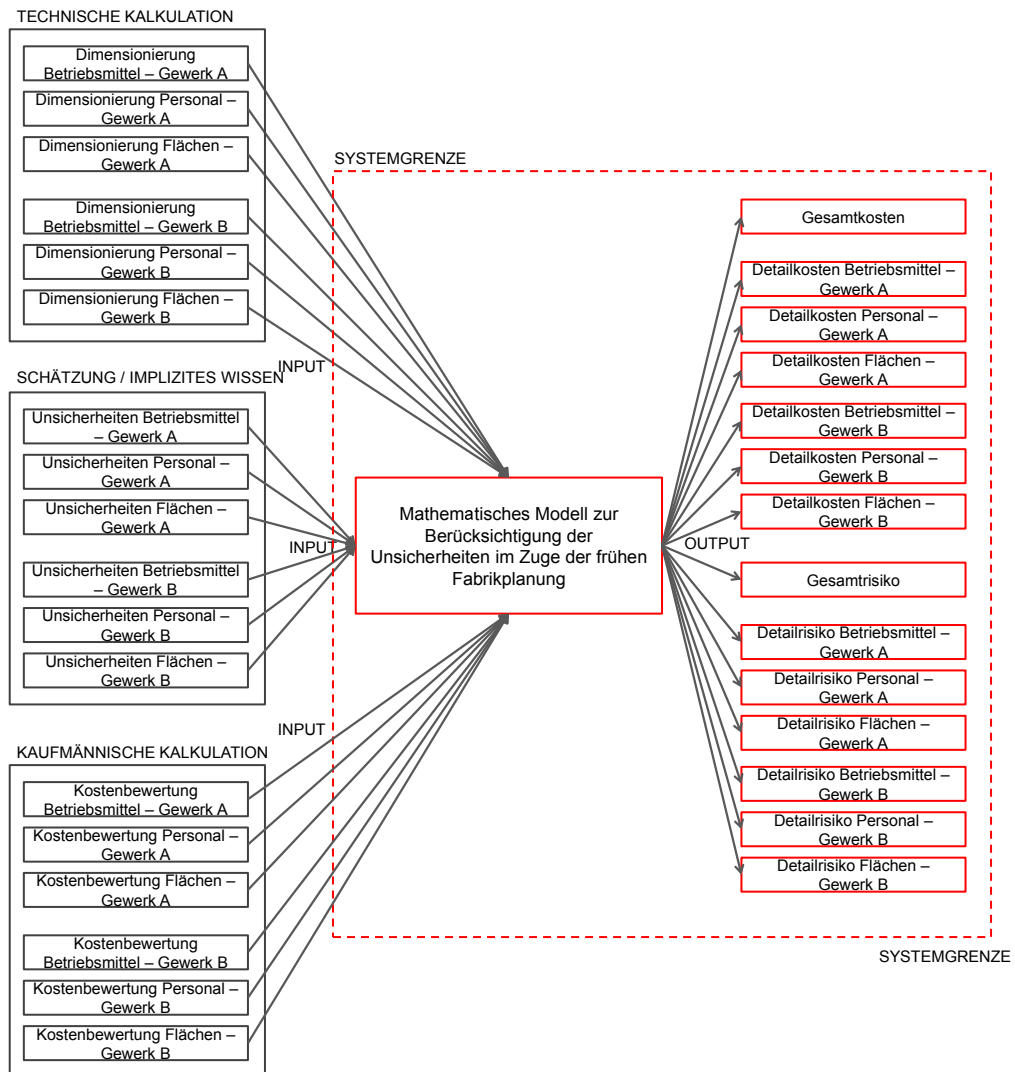 TECHNISCHE KALKULATION
Dimensionierung
Betriebsmittel – Gewerk A
Dimensionierung Personal –
Gewerk A
Dimensionierung Flächen –
Gewerk A
Dimensionierung
Betriebsmittel – Gewerk B
Dimensionierung Personal –
Gewerk B
Dimensionierung Flächen –
Gewerk B
INPUT
SCHÄTZUNG / IMPLIZITES WISSEN
Unsicherheiten Betriebsmittel
– Gewerk A
Unsicherheiten Personal –
Gewerk A
Unsicherheiten Flächen –
Gewerk A
Unsicherheiten Betriebsmittel
– Gewerk B
Unsicherheiten Personal –
Gewerk B
Unsicherheiten Flächen –
Gewerk B
INPUT
KAUFMÄNNISCHE KALKULATION
Kostenbewertung
Betriebsmittel – Gewerk A
Kostenbewertung Personal –
Gewerk A
Kostenbewertung Flächen –
Gewerk A
Kostenbewertung
Betriebsmittel – Gewerk B
Kostenbewertung Personal –
Gewerk B
Kostenbewertung Flächen –
Gewerk B
INPUT
SYSTEMGRENZE
Mathematisches Modell zur
Berücksichtigung der
Unsicherheiten im Zuge der frühen
Fabrikplanung
OUTPUT
Gesamtkosten
Detailkosten Betriebsmittel –
Gewerk A
Detailkosten Personal –
Gewerk A
Detailkosten Flächen –
Gewerk A
Detailkosten Betriebsmittel –
Gewerk B
Detailkosten Personal –
Gewerk B
Detailkosten Flächen –
Gewerk B
Gesamtrisiko
Detailrisiko Betriebsmittel –
Gewerk A
Detailrisiko Personal –
Gewerk A
Detailrisiko Flächen –
Gewerk A
Detailrisiko Betriebsmittel –
Gewerk B
Detailrisiko Personal –
Gewerk B
Detailrisiko Flächen –
Gewerk B
SYSTEMGRENZE